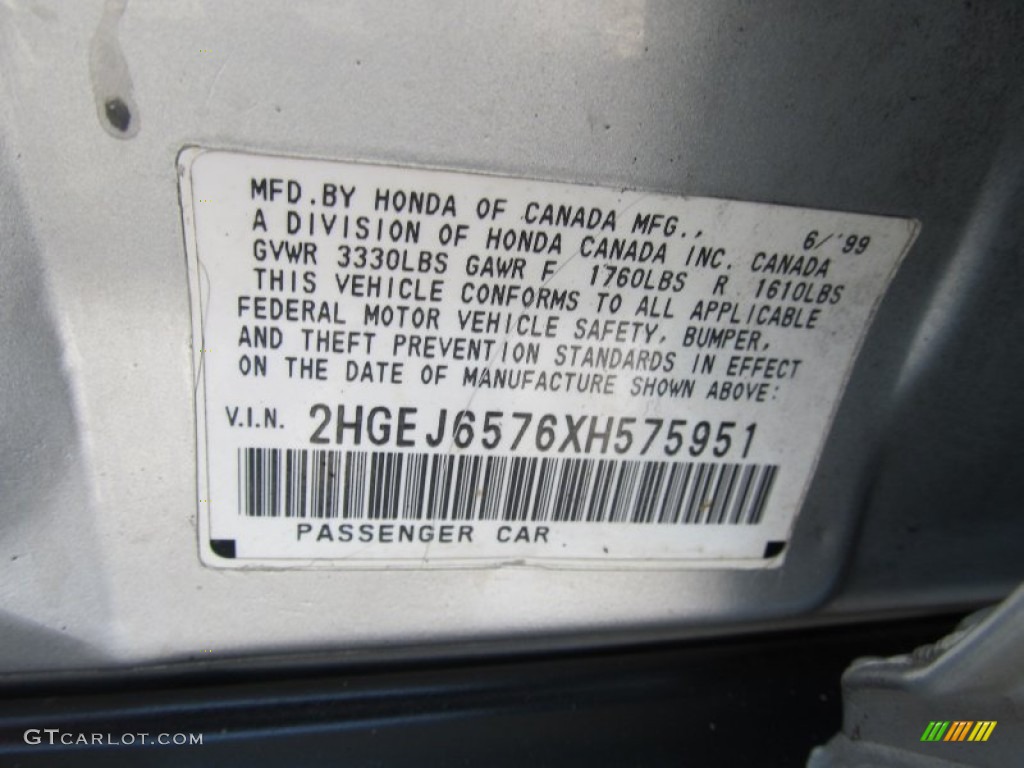 MFD.BY HONDA OF CANADA MFG., 6/'99
A DIVISION OF HONDA CANADA INC. CANADA
GVWR 3330LBS GAWR F 1760LBS R 1610LBS
THIS VEHICLE CONFORMS TO ALL APPLICABLE
FEDERAL MOTOR VEHICLE SAFETY, BUMPER,
AND THEFT PREVENTION STANDARDS IN EFFECT
ON THE DATE OF MANUFACTURE SHOWN ABOVE:
V.I.N. 2HGEJ6576XH575951
PASSENGER CAR
GTCARLOT.COM